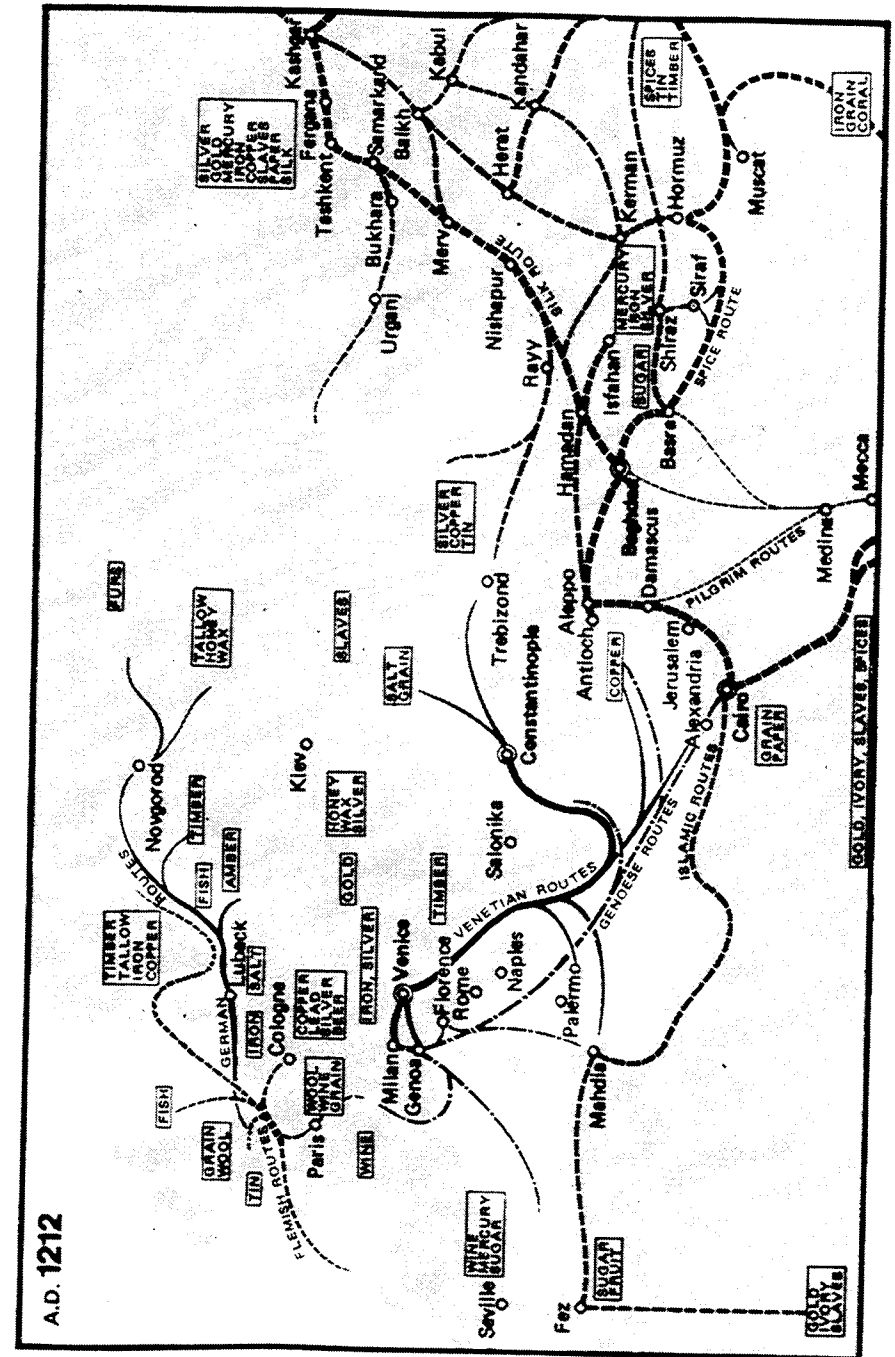 A.D. 1212
FISH
TIMBER
TALLOW
IRON
COPPER
ROUTES
Novgorod
FURS
TALLOW
HONEY
WAX
GRAIN
WOOL
GERMAN
Lubeck
FISH
TIMBER
TIN
IRON
SALT
AMBER
FLEMISH ROUTES
Cologne
Kiev
Paris
WOOL
WINE
GRAIN
COPPER
LEAD
SILVER
BEER
HONEY
WAX
SILVER
SLAVES
WINE
IRON, SILVER
GOLD
Milan
Genoa
Venice
Florence
Rome
Naples
TIMBER
SALT
GRAIN
VENETIAN ROUTES
Salonika
Constantinople
Trebizond
SILVER
COPPER
TIN
WINE
MERCURY
SUGAR
Seville
Palermo
GENOESE ROUTES
Fez
SUGAR
FRUIT
Mahdia
ISLAMIC ROUTES
COPPER
Antioch
Aleppo
Jerusalem
Damascus
Alexandria
Cairo
GRAIN
PAPER
PILGRIM ROUTES
GOLD
IVORY
SLAVES
GOLD, IVORY, SLAVES, SPICES
Medina
Mecca
SILVER
GOLD
MERCURY
IRON
COPPER
SLAVES
PAPER
SILK
Kashgar
Fergana
Tashkent
Samarkand
Bukhara
Urganj
Merv
Balkh
Kabul
Kandahar
Herat
Nishapur
SILK ROUTE
Rayy
Hamadan
Isfahan
Baghdad
Basra
SUGAR
MERCURY
IRON
SILVER
Shiraz
Siraf
SPICE ROUTE
Kerman
Hormuz
Muscat
SPICES
TIN
TIMBER
IRON
GRAIN
CORAL